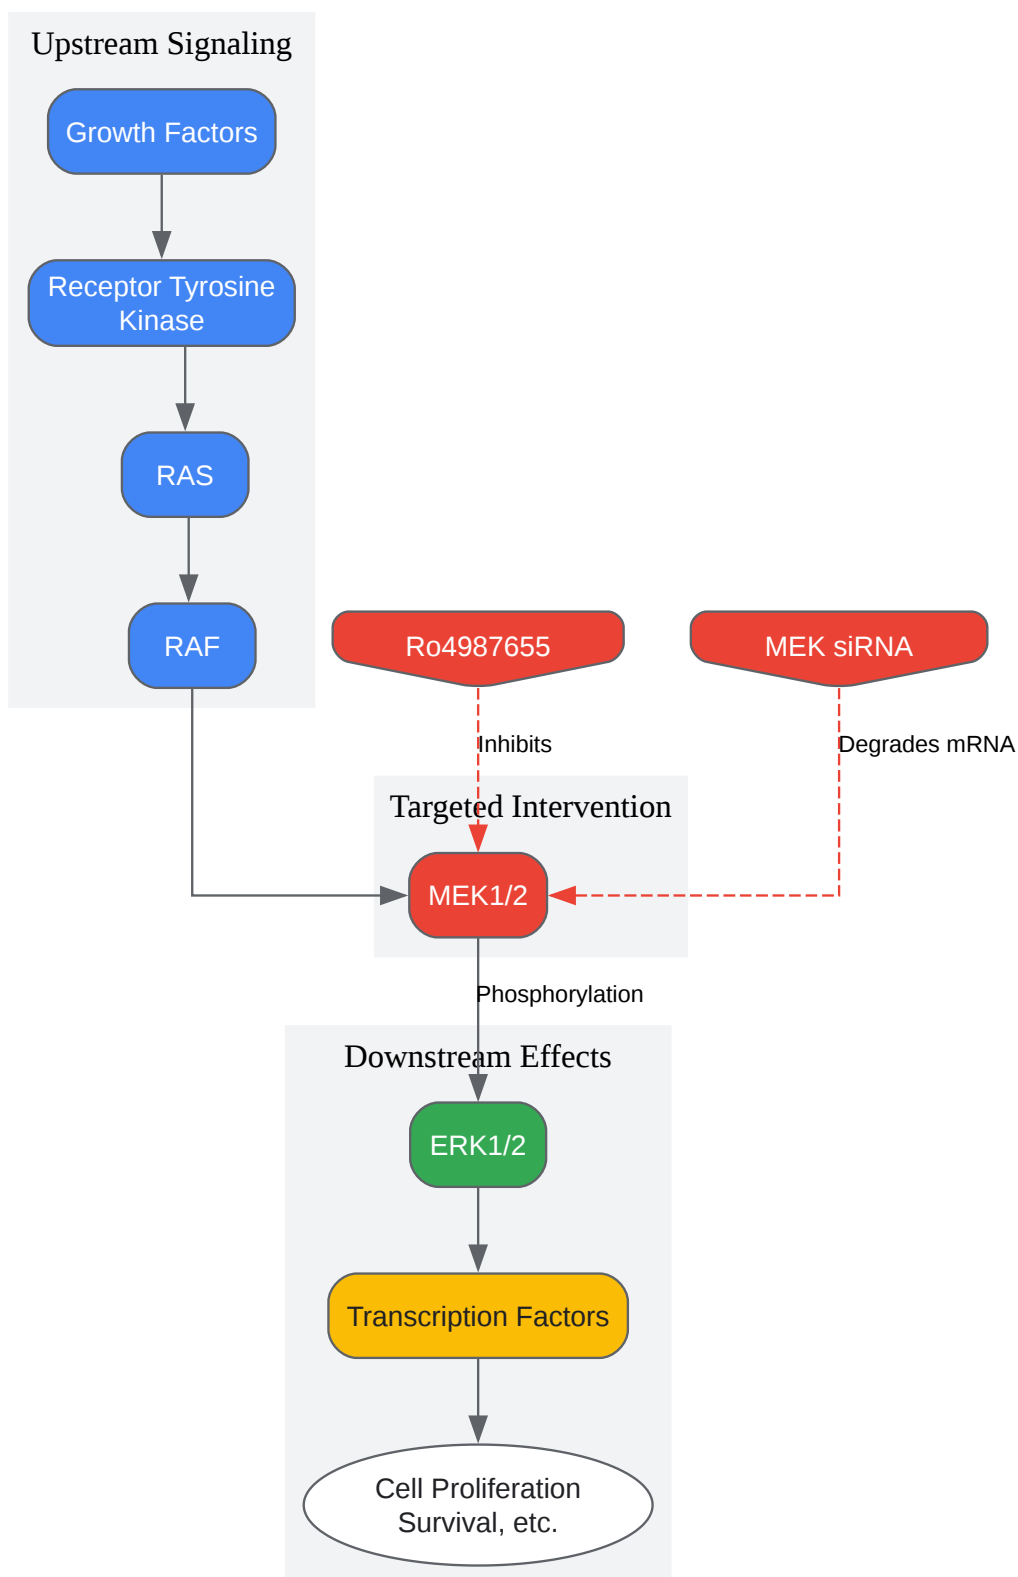 Upstream Signaling
Growth Factors
Receptor Tyrosine
Kinase
RAS
RAF
Ro4987655
MEK siRNA
Inhibits
Degrades mRNA
Targeted Intervention
MEK1/2
Phosphorylation
Downstream Effects
ERK1/2
Transcription Factors
Cell Proliferation
Survival, etc.